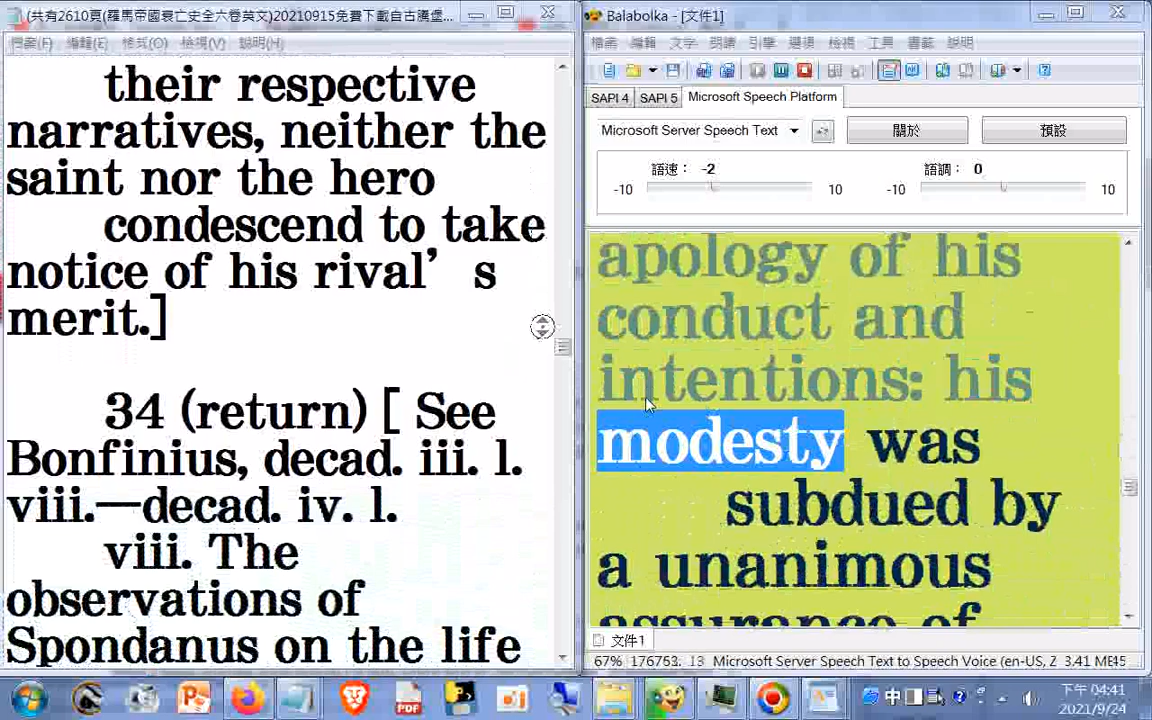 (共有2610頁(羅馬帝國衰亡史全六卷英文)20210915免費下載自古騰堡...
檔案(F) 編輯(E) 格式(O) 檢視(V) 說明(H)
their respective
narratives, neither the
saint nor the hero
condescend to take
notice of his rival’s
merit.]
34 (return) [ See
Bonfinius, decad. iii. l.
viii.—decad. iv. l.
viii. The
observations of
Spondanus on the life
Balabolka - [文件1]
檔案 編輯 文字 朗讀 引擎 選項 檢視 工具 書籤 說明
SAPI 4 SAPI 5 Microsoft Speech Platform
Microsoft Server Speech Text 關於 預設
語速： -2 語調： 0
-10 10 -10 10
apology of his
conduct and
intentions: his
modesty was
subdued by
a unanimous
assurance of
文件1
67% 176753: 13 Microsoft Server Speech Text to Speech Voice (en-US, Z 3.41 MB
中
下午 04:41
2021/9/24